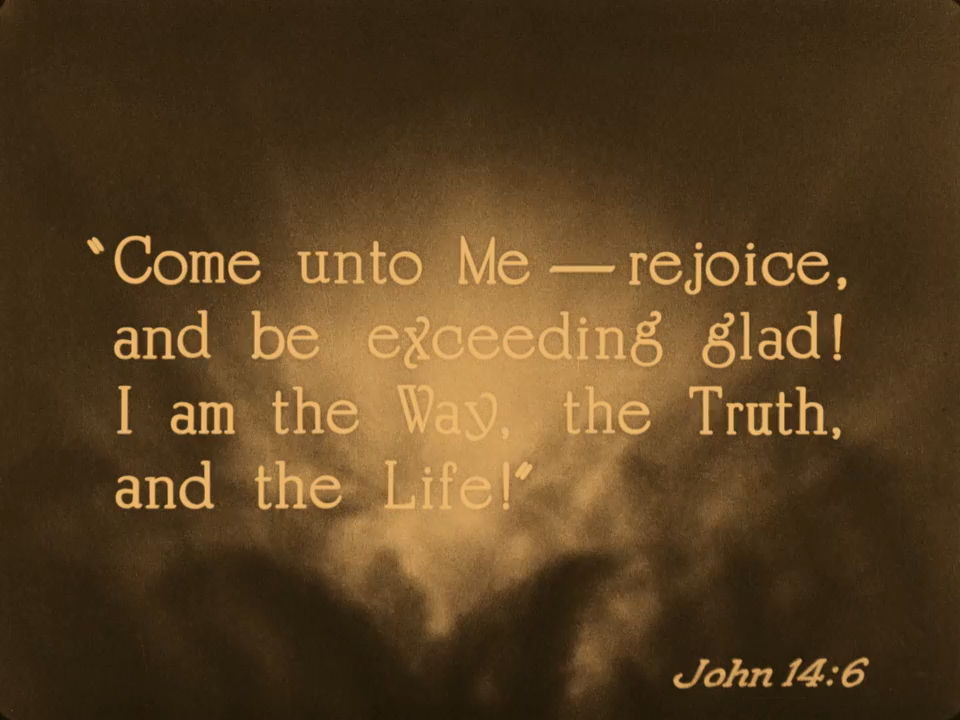 “Come unto Me — rejoice,
and be exceeding glad!
I am the Way, the Truth,
and the Life!”
John 14:6